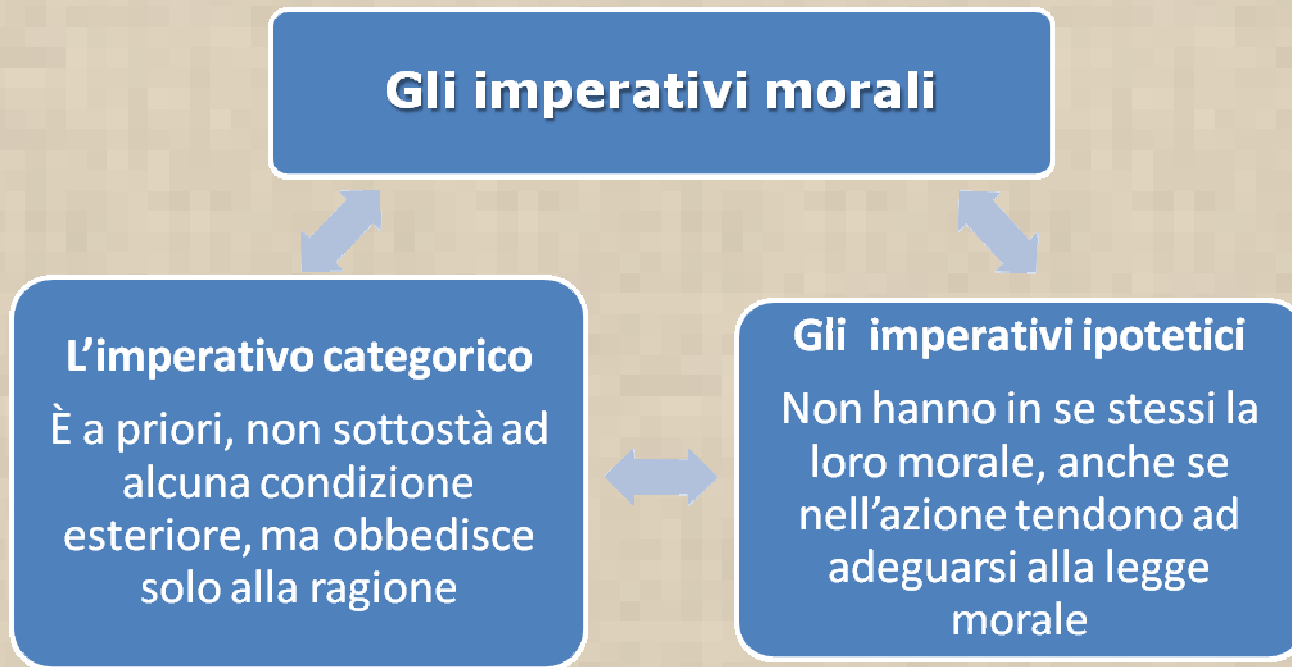 Gli imperativi morali
L’imperativo categorico
È a priori, non sottostà ad
alcuna condizione
esteriore, ma obbedisce
solo alla ragione
Gli imperativi ipotetici
Non hanno in se stessi la
loro morale, anche se
nell’azione tendono ad
adeguarsi alla legge
morale